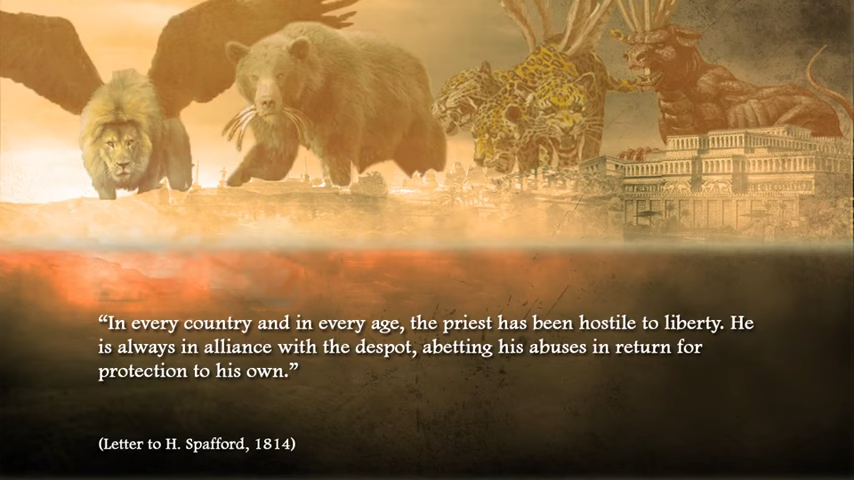 “In every country and in every age, the priest has been hostile to liberty. He
is always in alliance with the despot, abetting his abuses in return for
protection to his own.”
(Letter to H. Spafford, 1814)